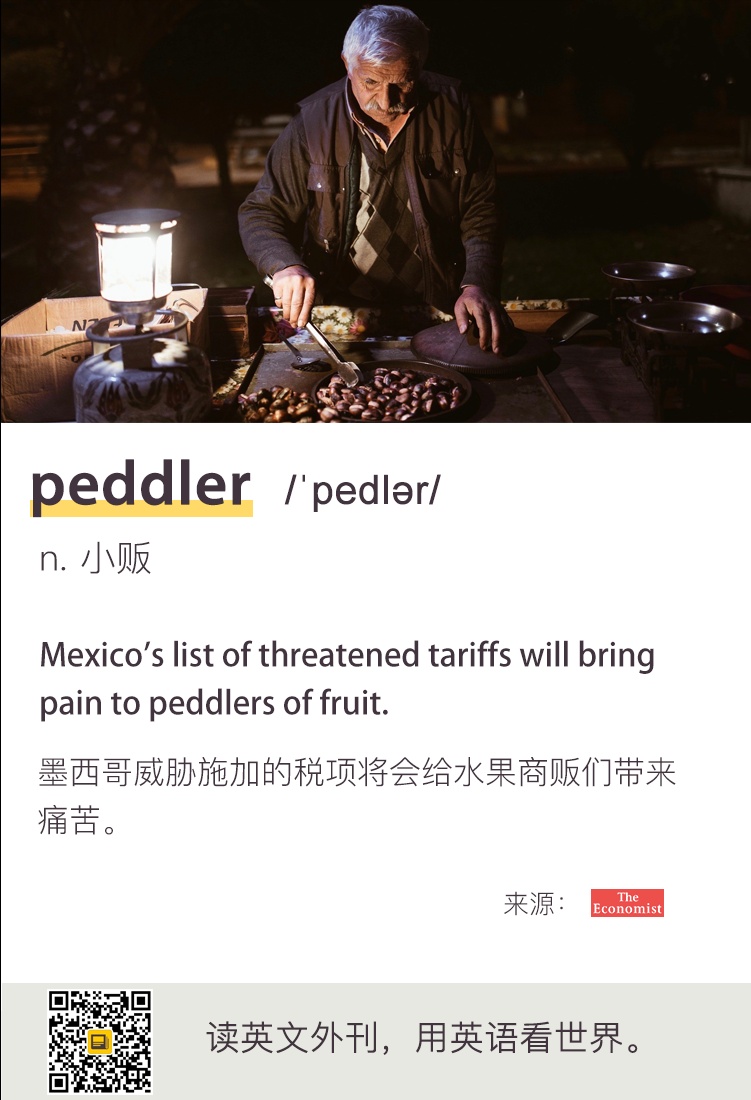 peddler /ˈpedlər/
n. 小贩
Mexico’s list of threatened tariffs will bring
pain to peddlers of fruit.
墨西哥威胁施加的税项将会给水果商贩们带来
痛苦。
来源：
The
Economist
读英文外刊，用英语看世界。